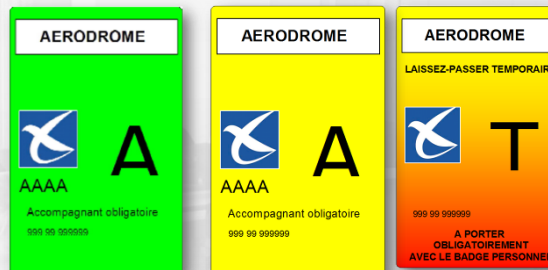 AERODROME
A
AAAA
Accompagnant obligatoire
999 99 999999
AERODROME
A
AAAA
Accompagnant obligatoire
999 99 999999
AERODROME
LAISSEZ-PASSER TEMPORAIR
T
999 99 999999
A PORTER
OBLIGATOIREMENT
AVEC LE BADGE PERSONNEL